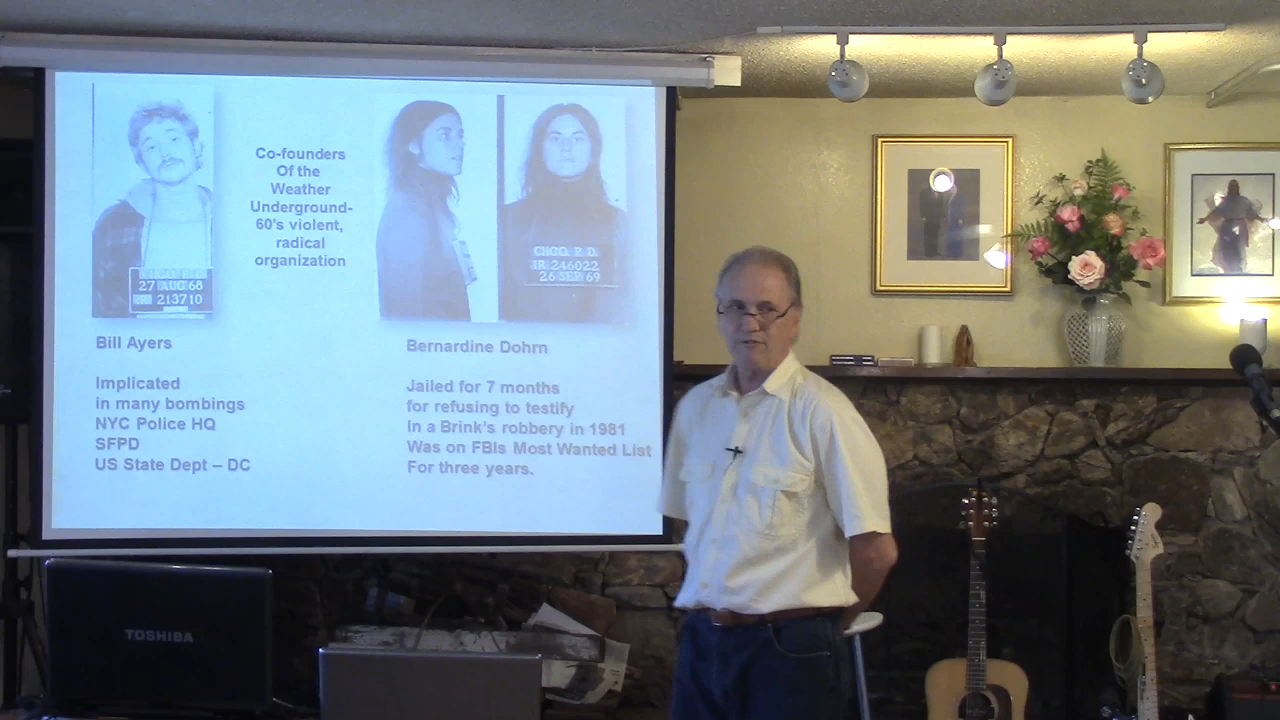 Co-founders
Of the
Weather
Underground-
60's violent,
radical
organization
27 AUG 68
213710
CHGO. P. D.
IR 246022
26 SEP 69
Bill Ayers
Implicated
in many bombings
NYC Police HQ
SFPD
US State Dept – DC
Bernardine Dohrn
Jailed for 7 months
for refusing to testify
In a Brink's robbery in 1981
Was on FBIs Most Wanted List
For three years.
TOSHIBA